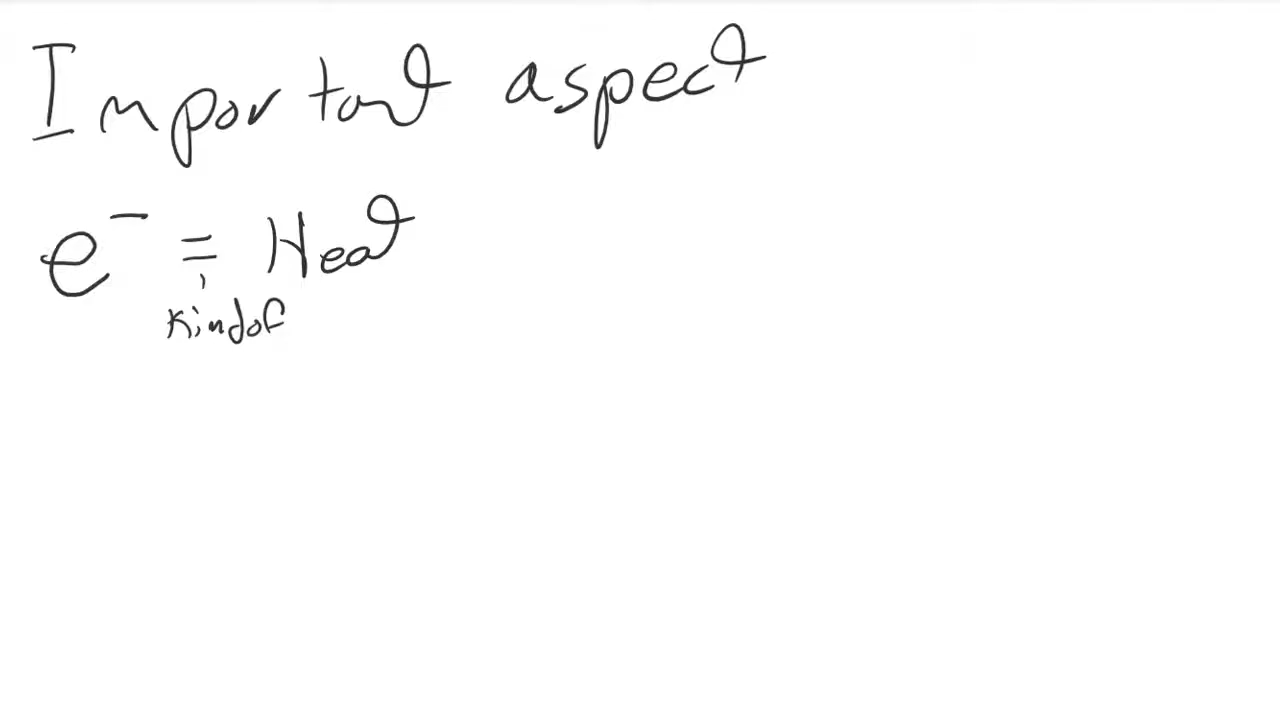 Important aspect
e⁻ = Heat
kindof